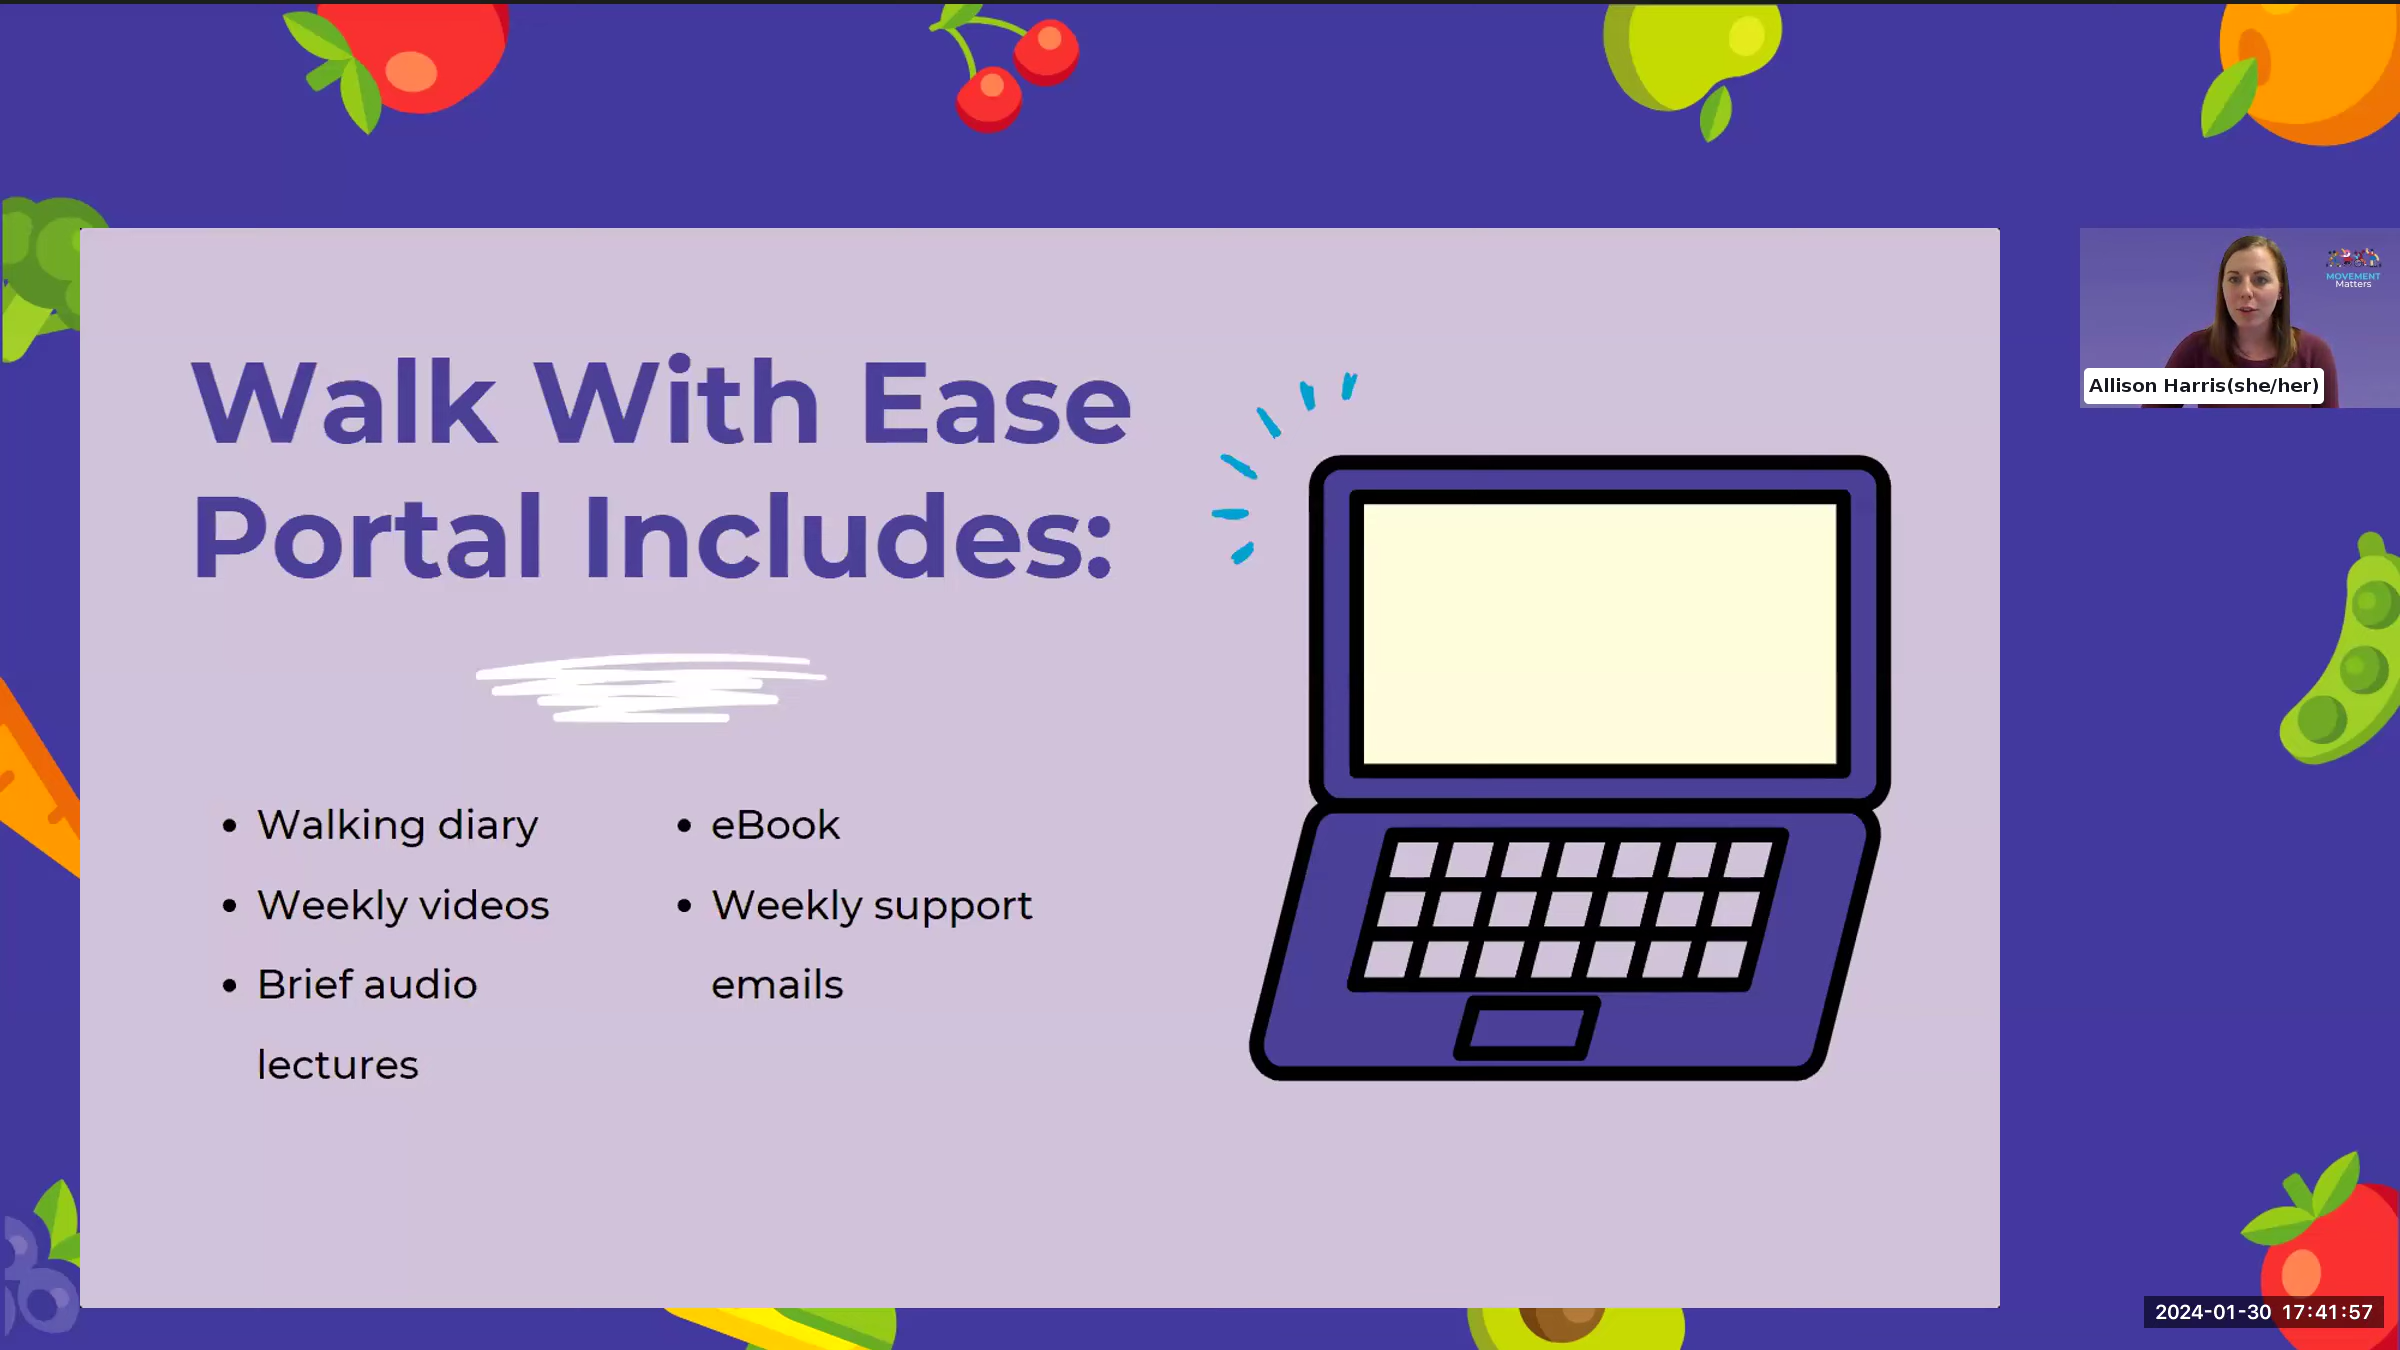 Walk With Ease
Portal Includes:
Walking diary
Weekly videos
Brief audio
lectures
eBook
Weekly support
emails
MOVEMENT
Matters
Allison Harris(she/her)
2024-01-30 17:41:57